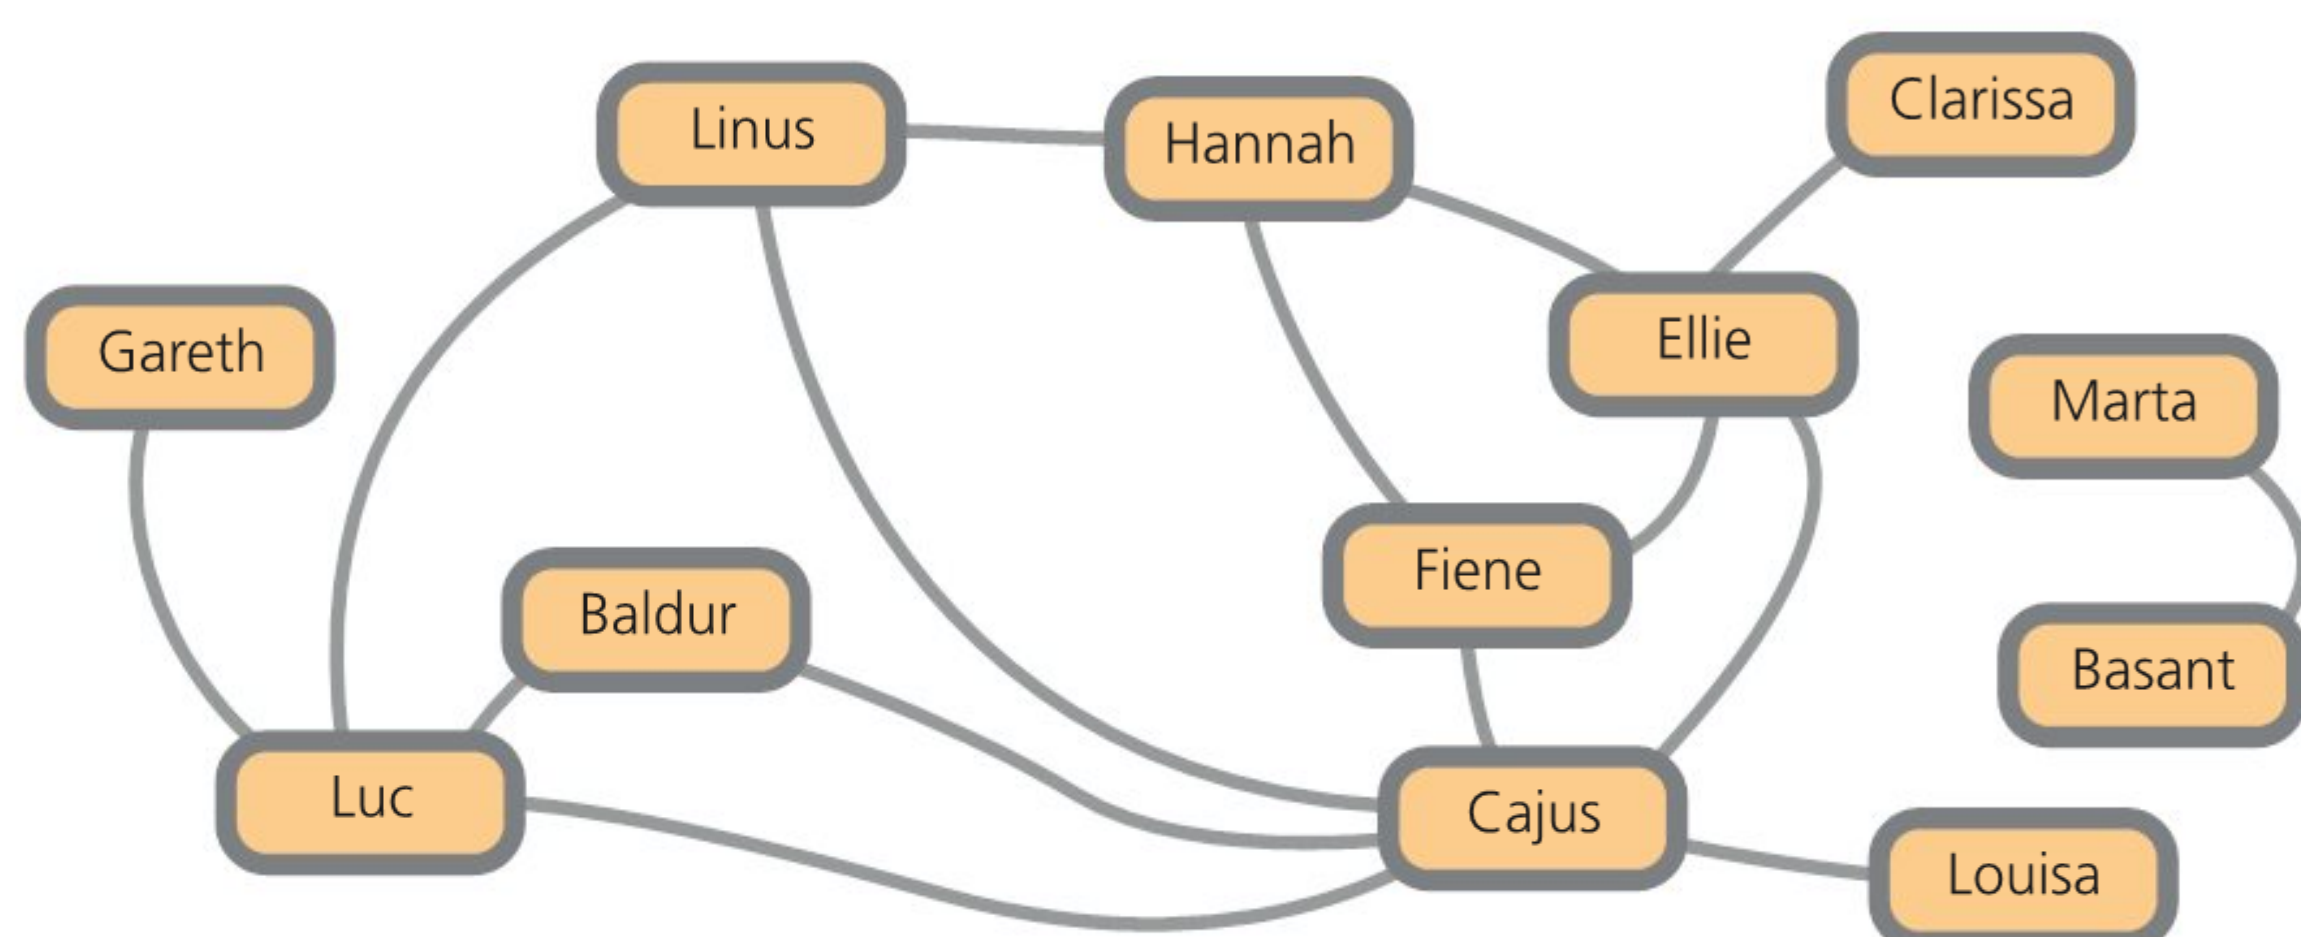 Linus
Hannah
Clarissa
Gareth
Ellie
Marta
Fiene
Baldur
Basant
Luc
Cajus
Louisa